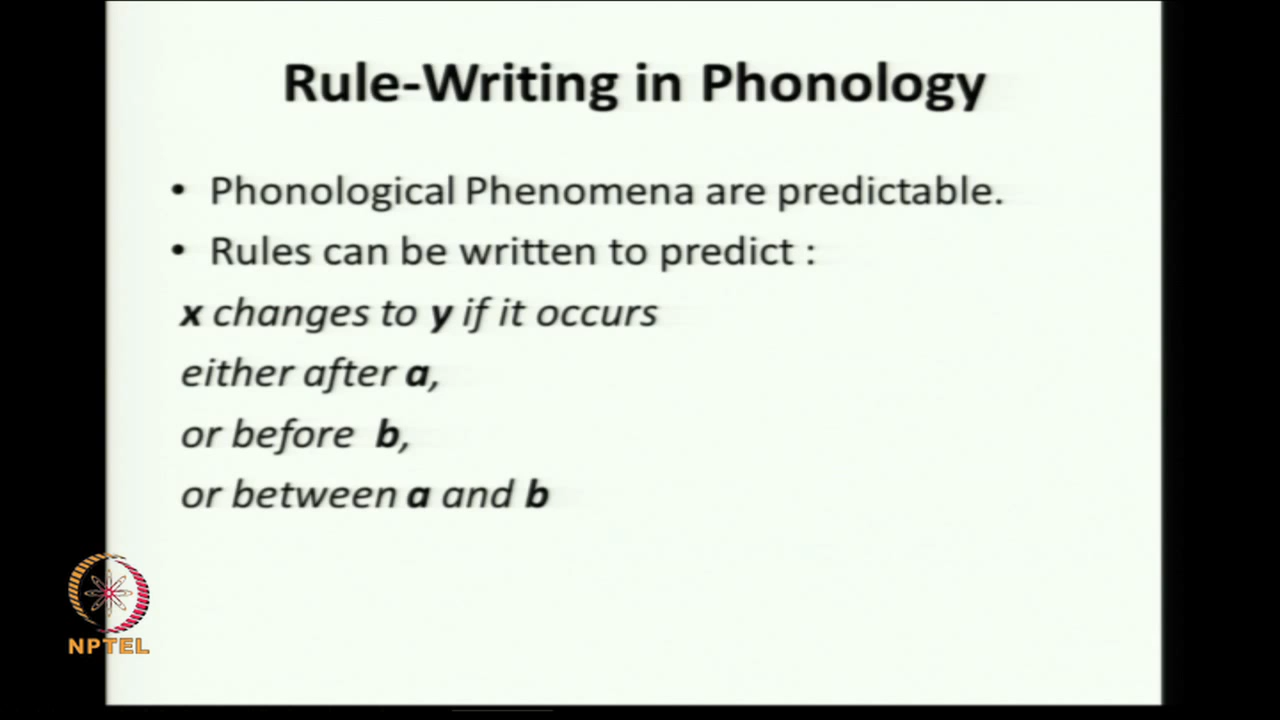 Rule-Writing in Phonology
• Phonological Phenomena are predictable.
• Rules can be written to predict :
x changes to y if it occurs
either after a,
or before b,
or between a and b
NPTEL